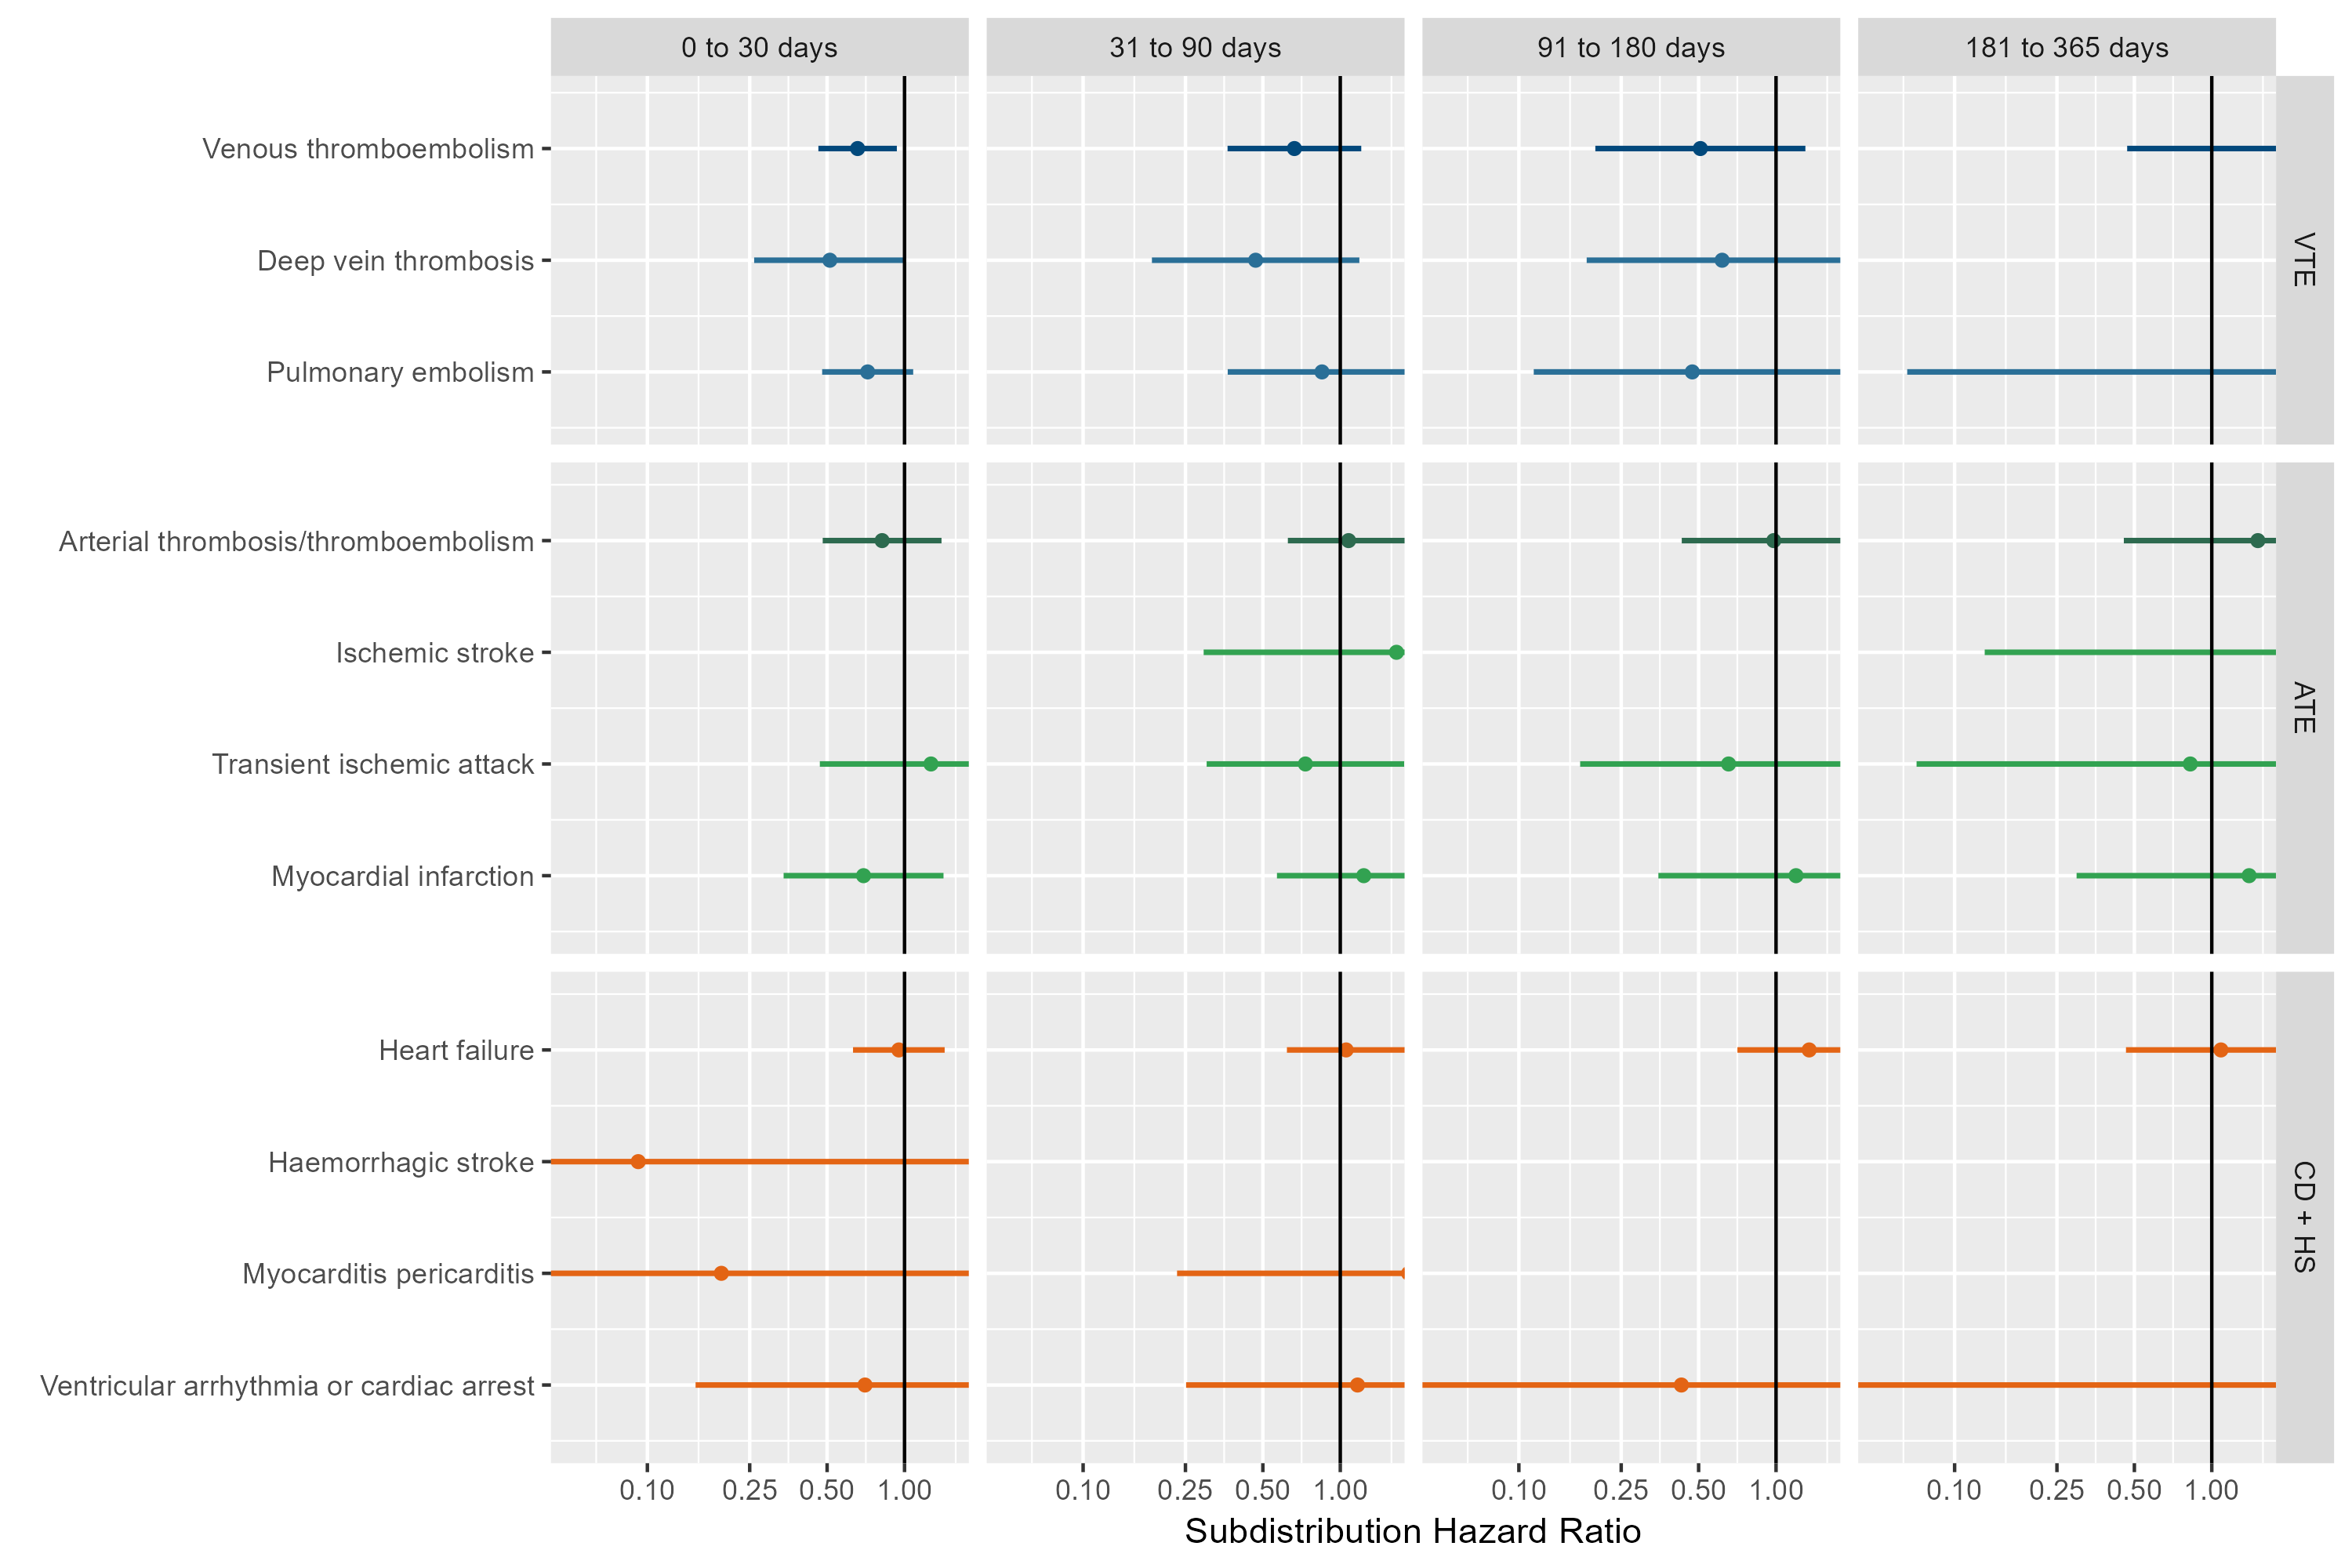 0 to 30 days 31 to 90 days 91 to 180 days 181 to 365 days
Venous thromboembolism
Deep vein thrombosis
Pulmonary embolism
VTE
Arterial thrombosis/thromboembolism
Ischemic stroke
Transient ischemic attack
Myocardial infarction
ATE
Heart failure
Haemorrhagic stroke
Myocarditis pericarditis
Ventricular arrhythmia or cardiac arrest
CD + HS
0.10 0.25 0.50 1.00 0.10 0.25 0.50 1.00 0.10 0.25 0.50 1.00 0.10 0.25 0.50 1.00
Subdistribution Hazard Ratio